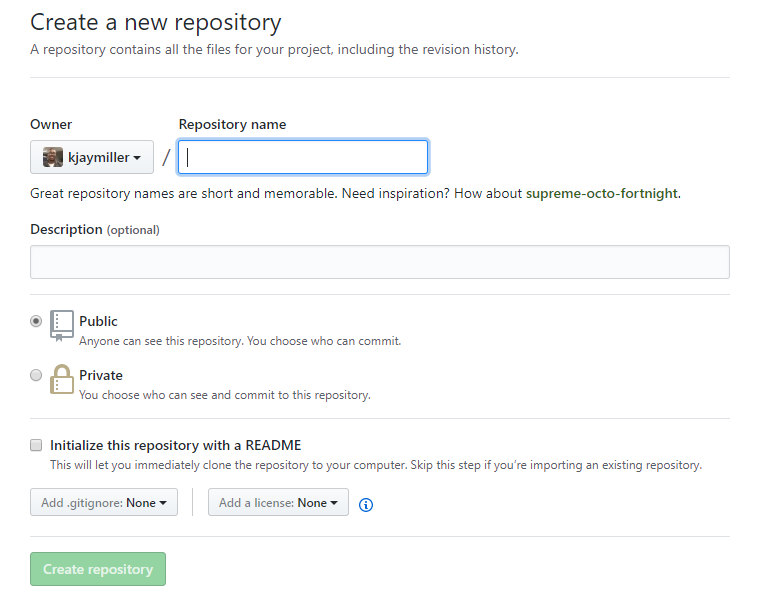 Create a new repository
A repository contains all the files for your project, including the revision history.
Owner
Repository name
kjaymiller
/
Great repository names are short and memorable. Need inspiration? How about supreme-octo-fortnight.
Description (optional)
Public
Anyone can see this repository. You choose who can commit.
Private
You choose who can see and commit to this repository.
Initialize this repository with a README
This will let you immediately clone the repository to your computer. Skip this step if you’re importing an existing repository.
Add .gitignore: None
Add a license: None
Create repository